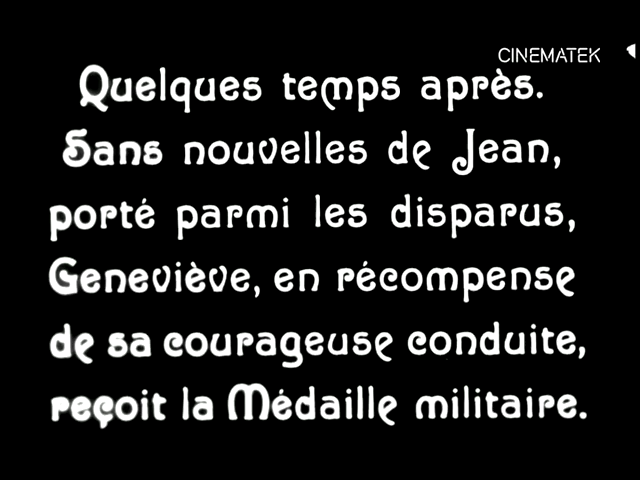 CINEMATEK
Quelques temps après.
Sans nouvelles de Jean,
porté parmi les disparus,
Geneviève, en récompense
de sa courageuse conduite,
reçoit la Médaille militaire.